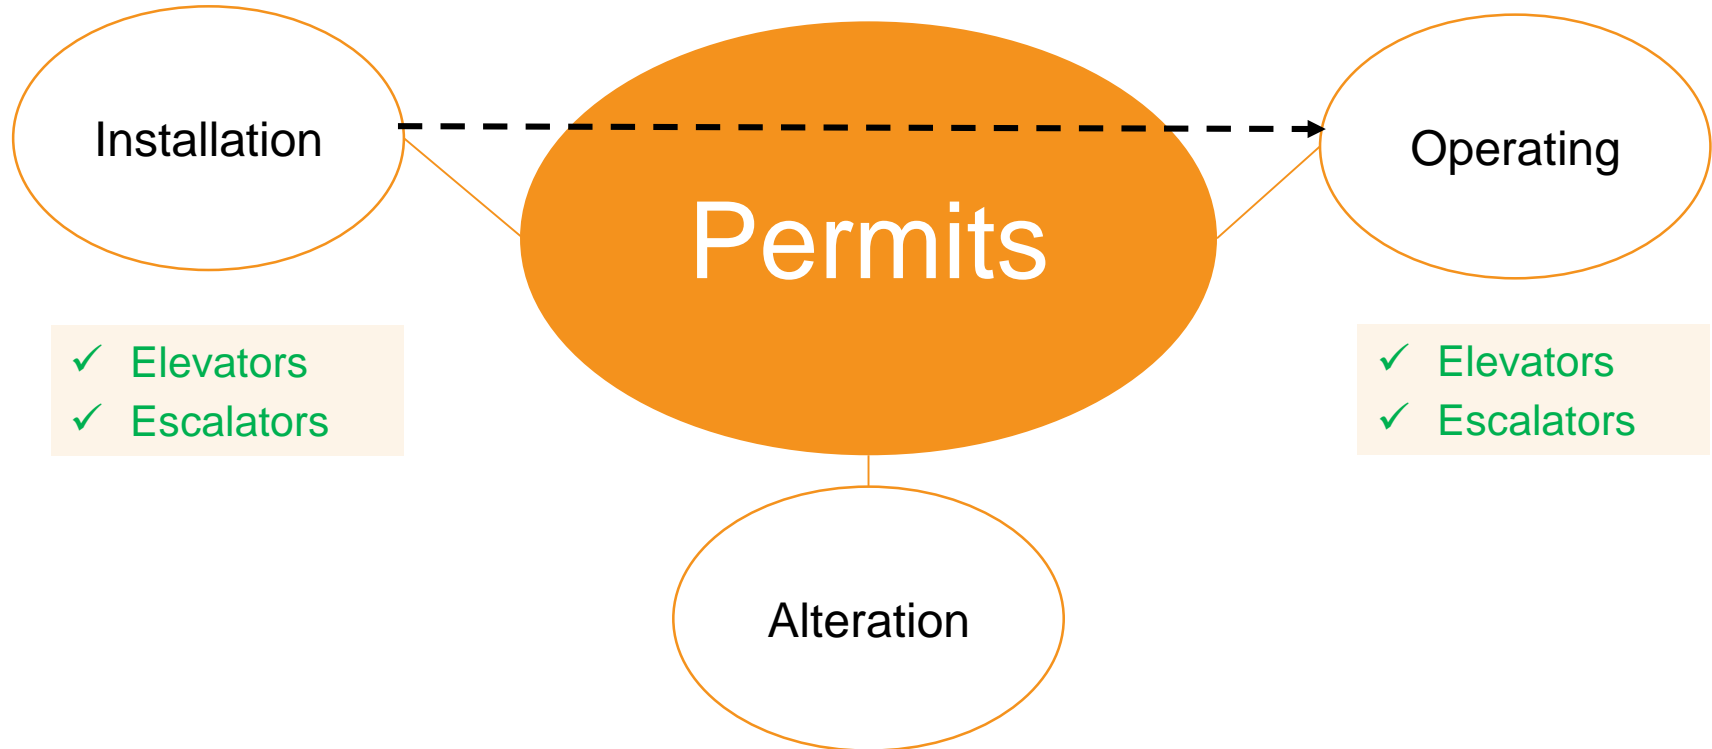 Installation
Permits
Operating
✓ Elevators
✓ Escalators
✓ Elevators
✓ Escalators
Alteration